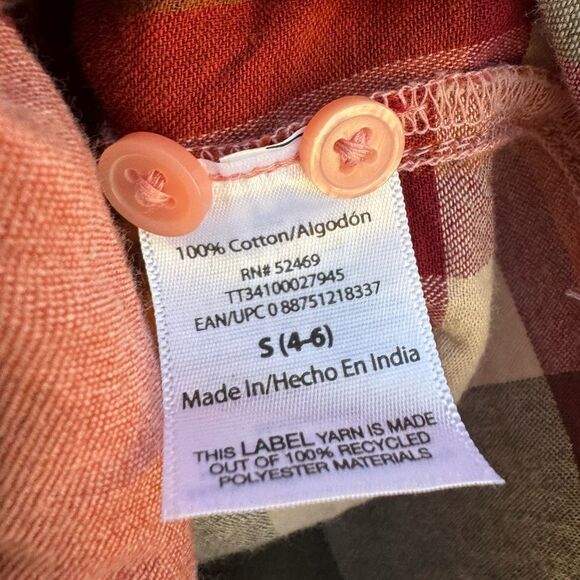 100% Cotton/Algodón
RN# 52469
TT34100027945
EAN/UPC 0 88751218337
S (4-6)
Made In/Hecho En India
THIS LABEL YARN IS MADE
OUT OF 100% RECYCLED
POLYESTER MATERIALS